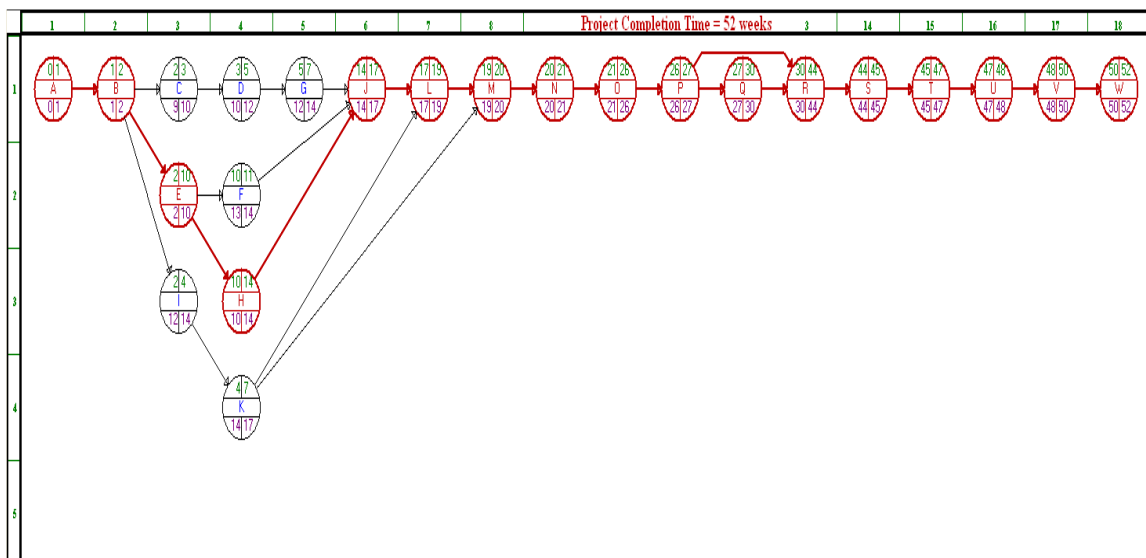 1 2 3 4 5 6 7 8 Project Completion Time = 52 weeks 3 14 15 16 17 18
1
0 1 1 2 2 3 3 5 5 7 14 17 17 19 19 20 20 21 21 26 26 27 27 30 30 44 44 45 45 47 47 48 48 50 50 52
A B C D G J L M N O P Q R S T U V W
0 1 1 2 9 10 10 12 12 14 14 17 17 19 19 20 20 21 21 26 26 27 27 30 30 44 44 45 45 47 47 48 48 50 50 52
2
2 10 10 11
E F
2 10 13 14
3
2 4 10 14
I H
12 14 10 14
4
4 7
K
14 17
5